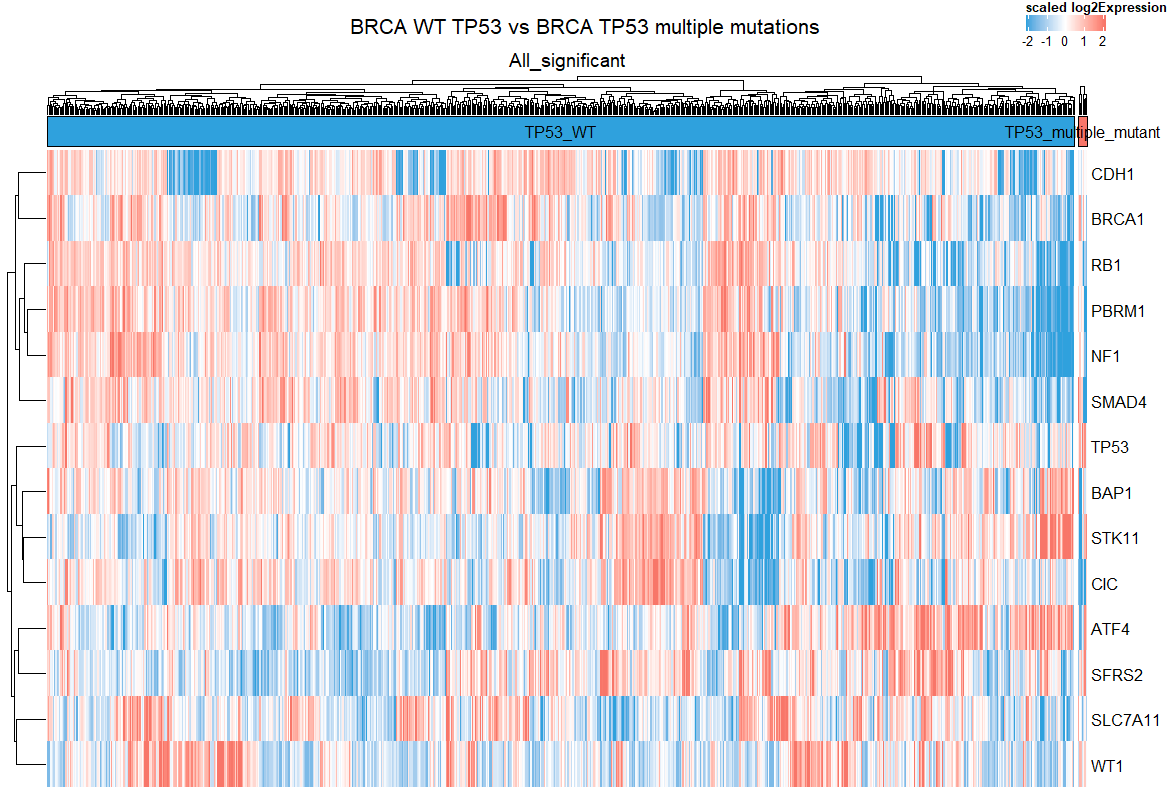 scaled log2Expression
-2 -1 0 1 2
BRCA WT TP53 vs BRCA TP53 multiple mutations
All_significant
TP53_WT
TP53_multiple_mutant
CDH1
BRCA1
RB1
PBRM1
NF1
SMAD4
TP53
BAP1
STK11
CIC
ATF4
SFRS2
SLC7A11
WT1